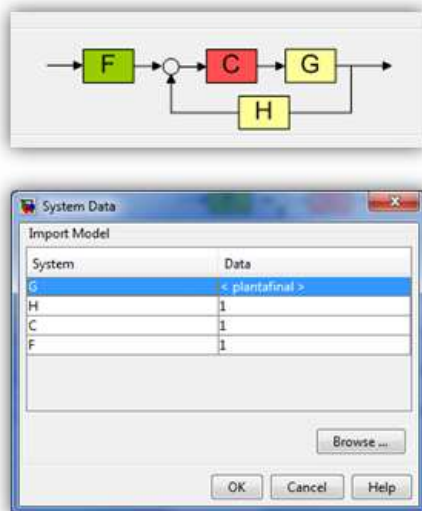 F
C
G
H
System Data
Import Model
System Data
G < plantafinal >
H 1
C 1
F 1
Browse ...
OK Cancel Help